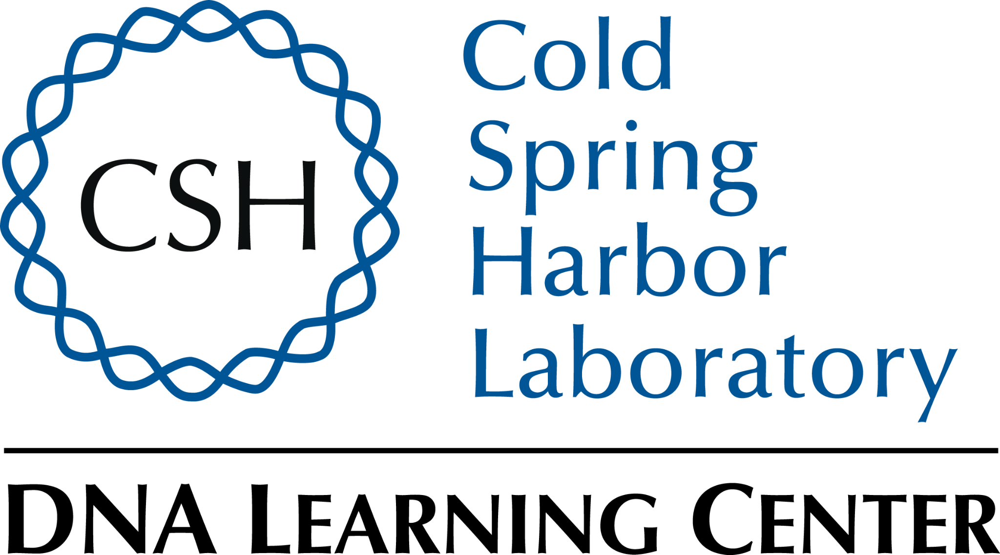 CSH
Cold
Spring
Harbor
Laboratory
DNA LEARNING CENTER